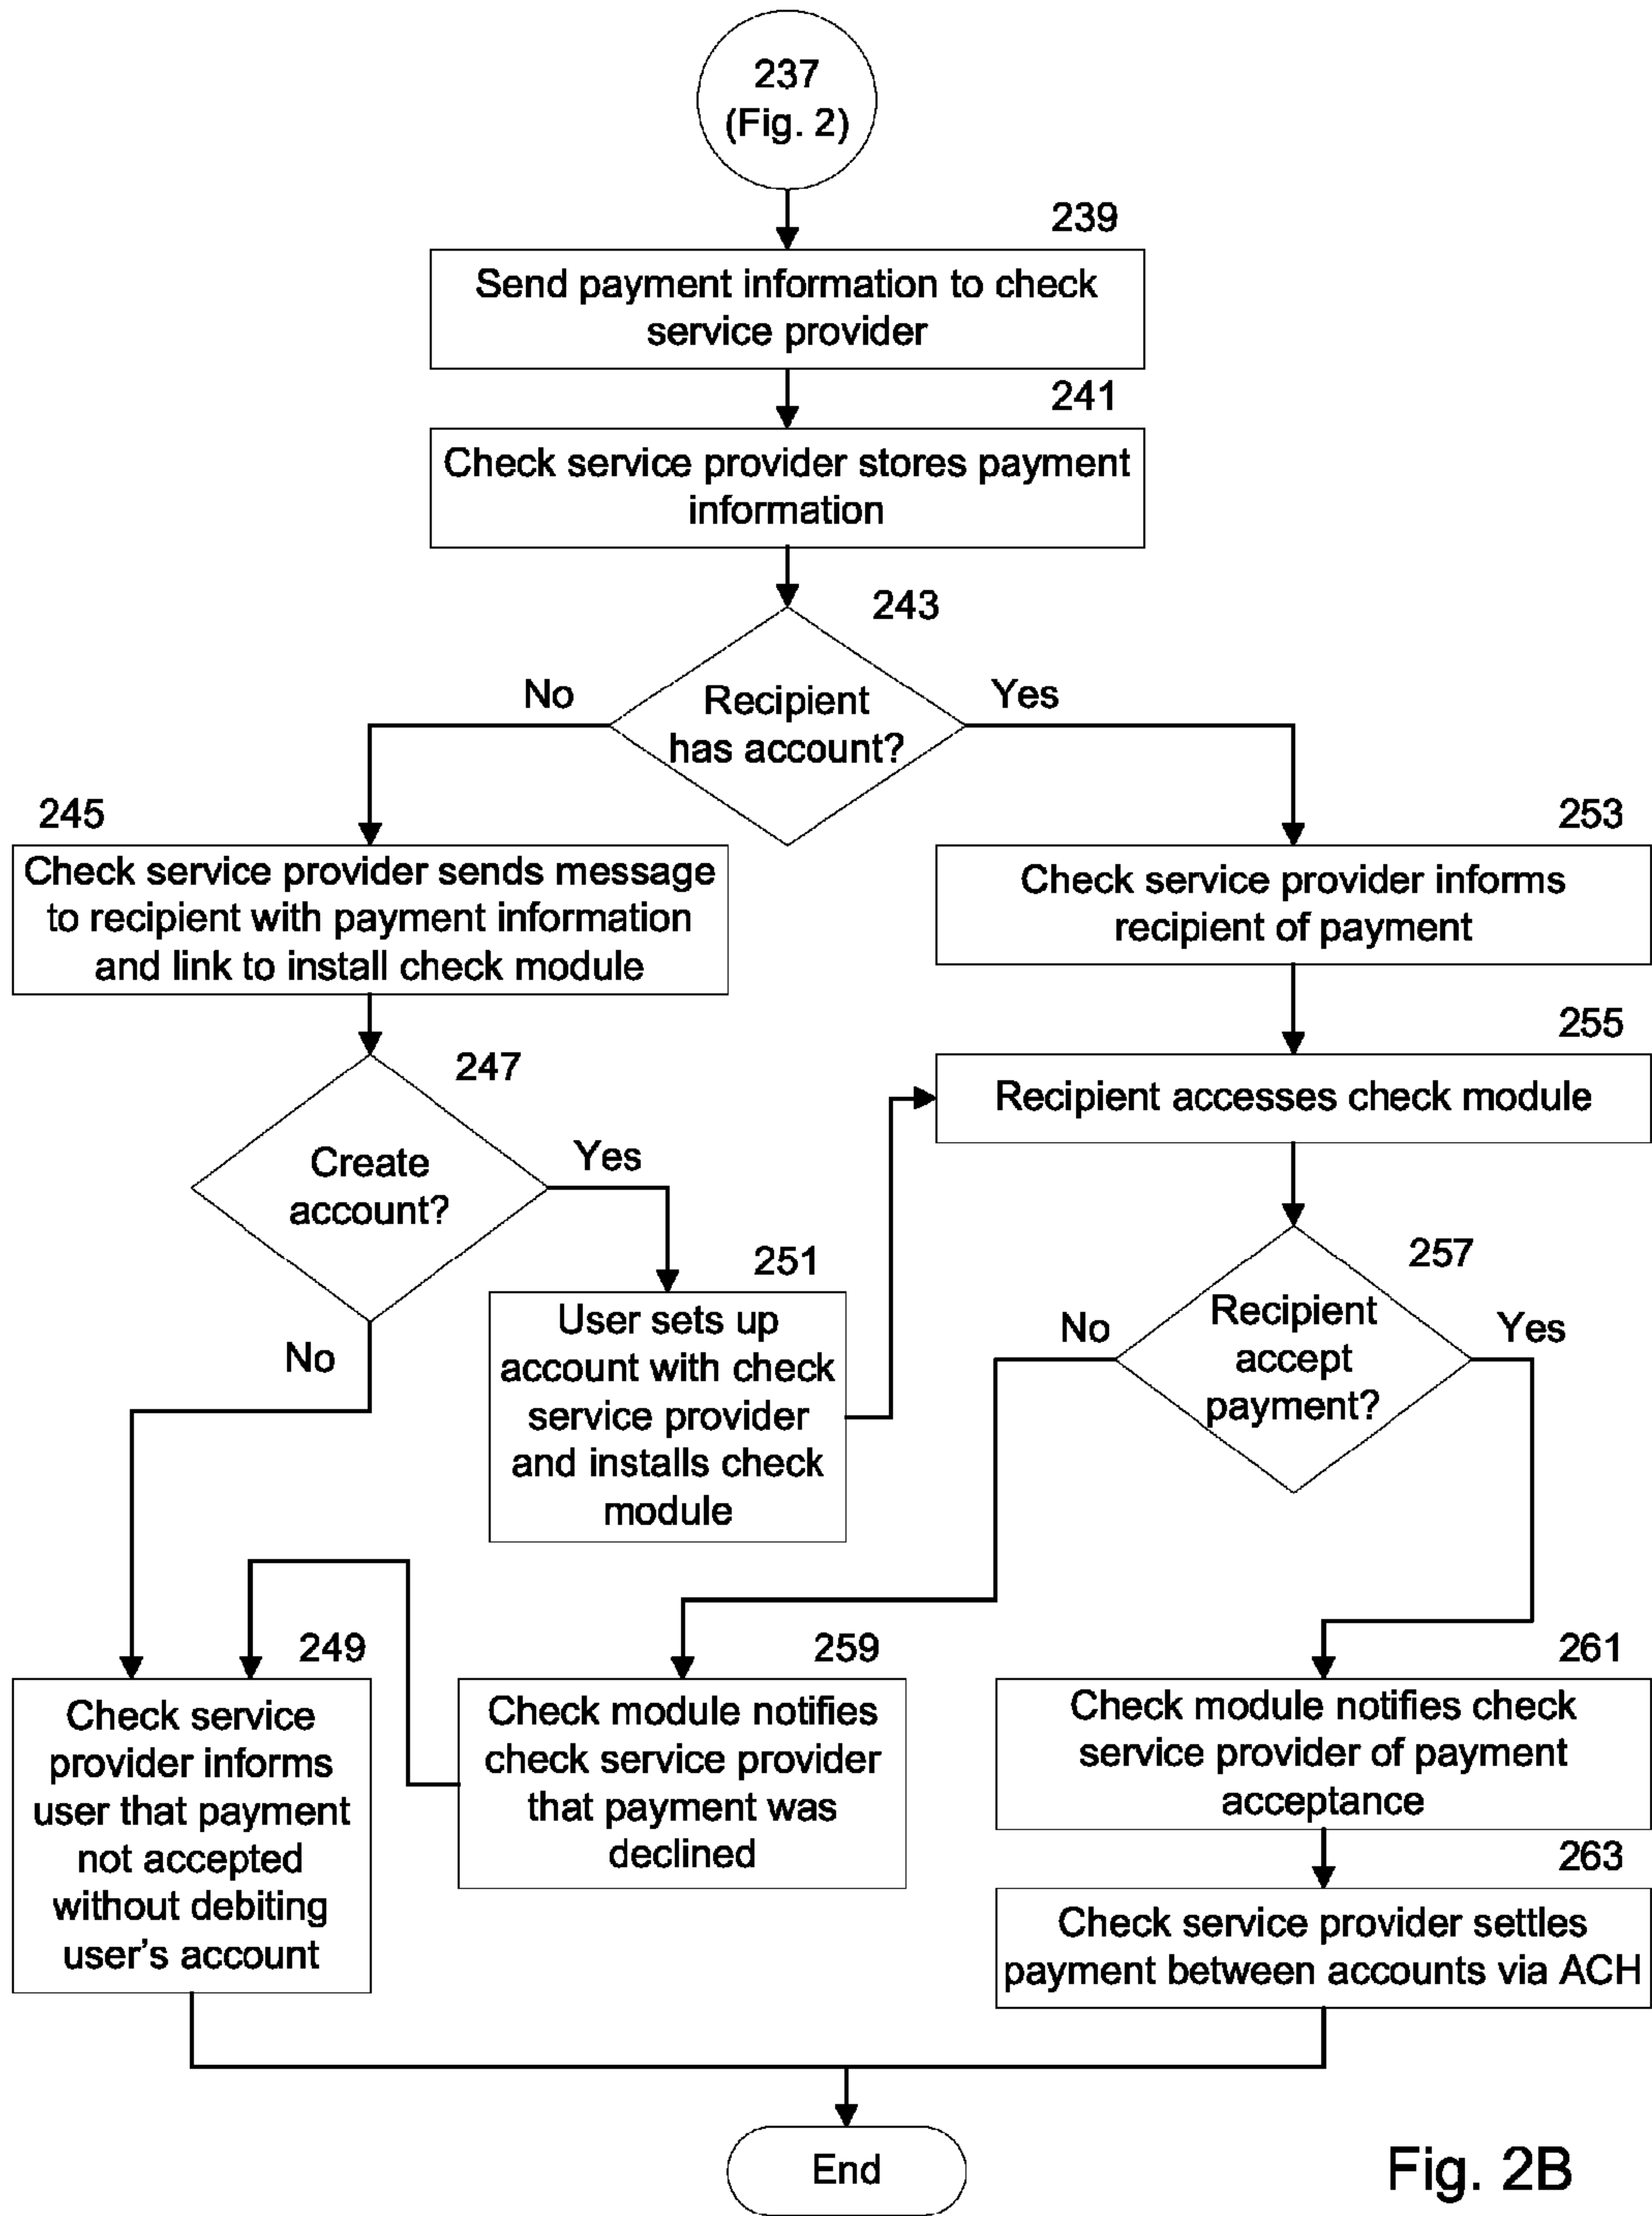 237
(Fig. 2)
239
Send payment information to check
service provider
241
Check service provider stores payment
information
243
No
Recipient
has account?
Yes
245
Check service provider sends message
to recipient with payment information
and link to install check module
253
Check service provider informs
recipient of payment
247
Create
account?
Yes
No
255
Recipient accesses check module
251
User sets up
account with check
service provider
and installs check
module
257
No
Recipient
accept
payment?
Yes
249
Check service
provider informs
user that payment
not accepted
without debiting
user's account
259
Check module notifies
check service provider
that payment was
declined
261
Check module notifies check
service provider of payment
acceptance
263
Check service provider settles
payment between accounts via ACH
End
Fig. 2B